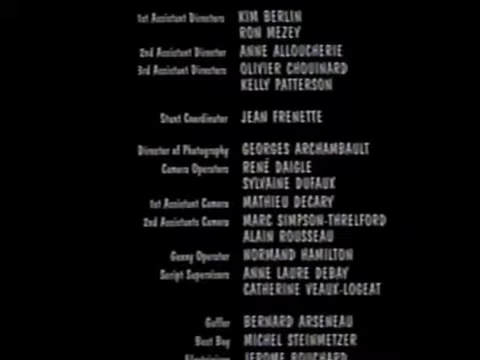 1st Assistant Directors KIM BERLIN
RON MEZEY
2nd Assistant Director ANNE ALLOUCHERIE
3rd Assistant Directors OLIVIER CHOUINARD
KELLY PATTERSON
Stunt Coordinator JEAN FRENETTE
Director of Photography GEORGES ARCHAMBAULT
Camera Operators RENÉ DAIGLE
SYLVAINE DUFAUX
1st Assistant Camera MATHIEU DECARY
2nd Assistants Camera MARC SIMPSON-THRELFORD
ALAIN ROUSSEAU
Genny Operator NORMAND HAMILTON
Script Supervisors ANNE LAURE DEBAY
CATHERINE VEAUX-LOGEAT
Gaffer BERNARD ARSENEAU
Best Boy MICHEL STEINMETZER
JEROME BOUCHARD